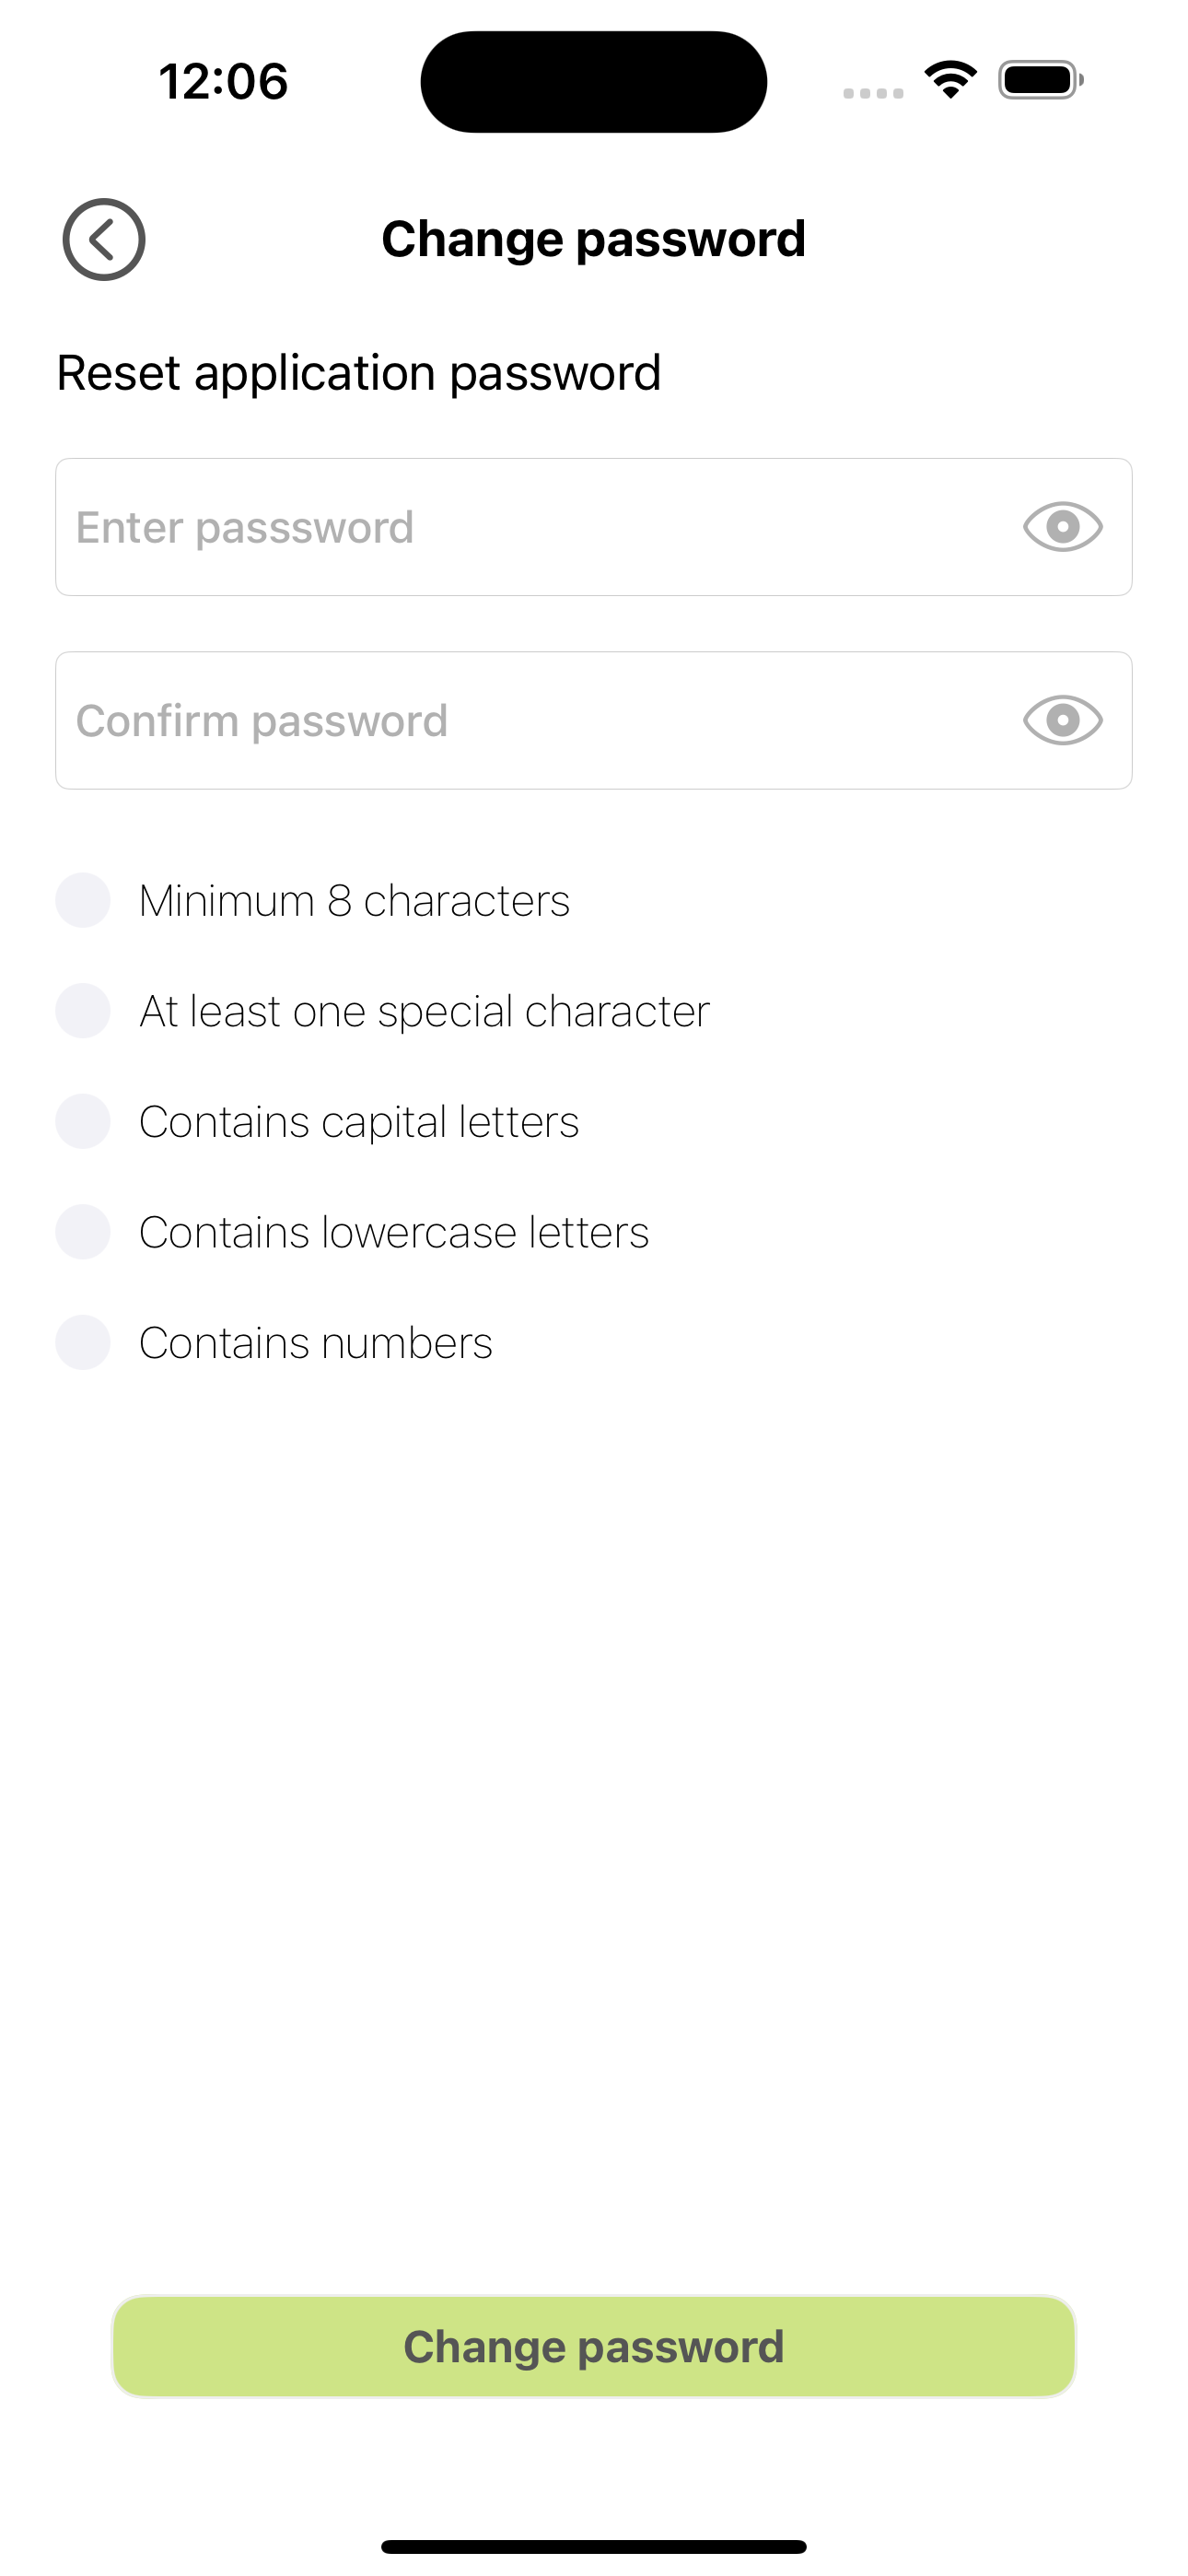 12:06
Change password
Reset application password
Enter passsword
Confirm password
Minimum 8 characters
At least one special character
Contains capital letters
Contains lowercase letters
Contains numbers
Change password